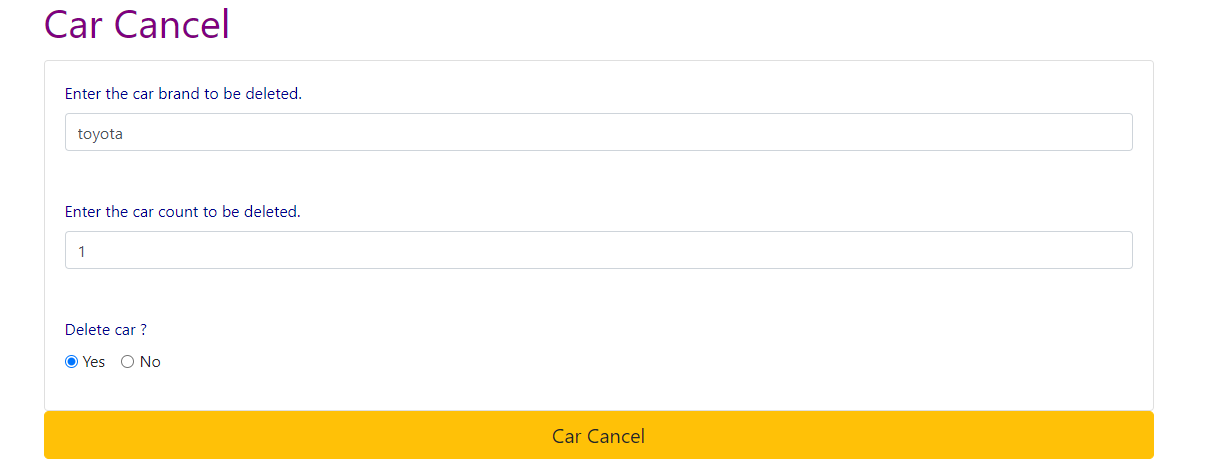 Car Cancel
Enter the car brand to be deleted.
toyota
Enter the car count to be deleted.
1
Delete car ?
Yes No
Car Cancel